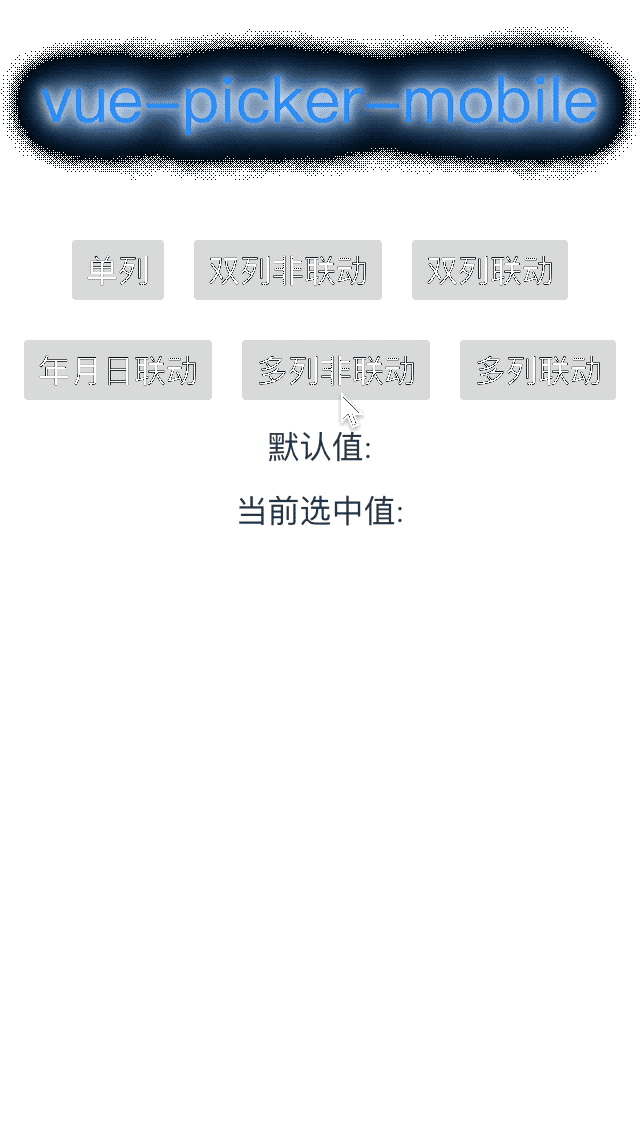 vue-picker-mobile
单列 双列非联动 双列联动
年月日联动 多列非联动 多列联动
默认值:
当前选中值: